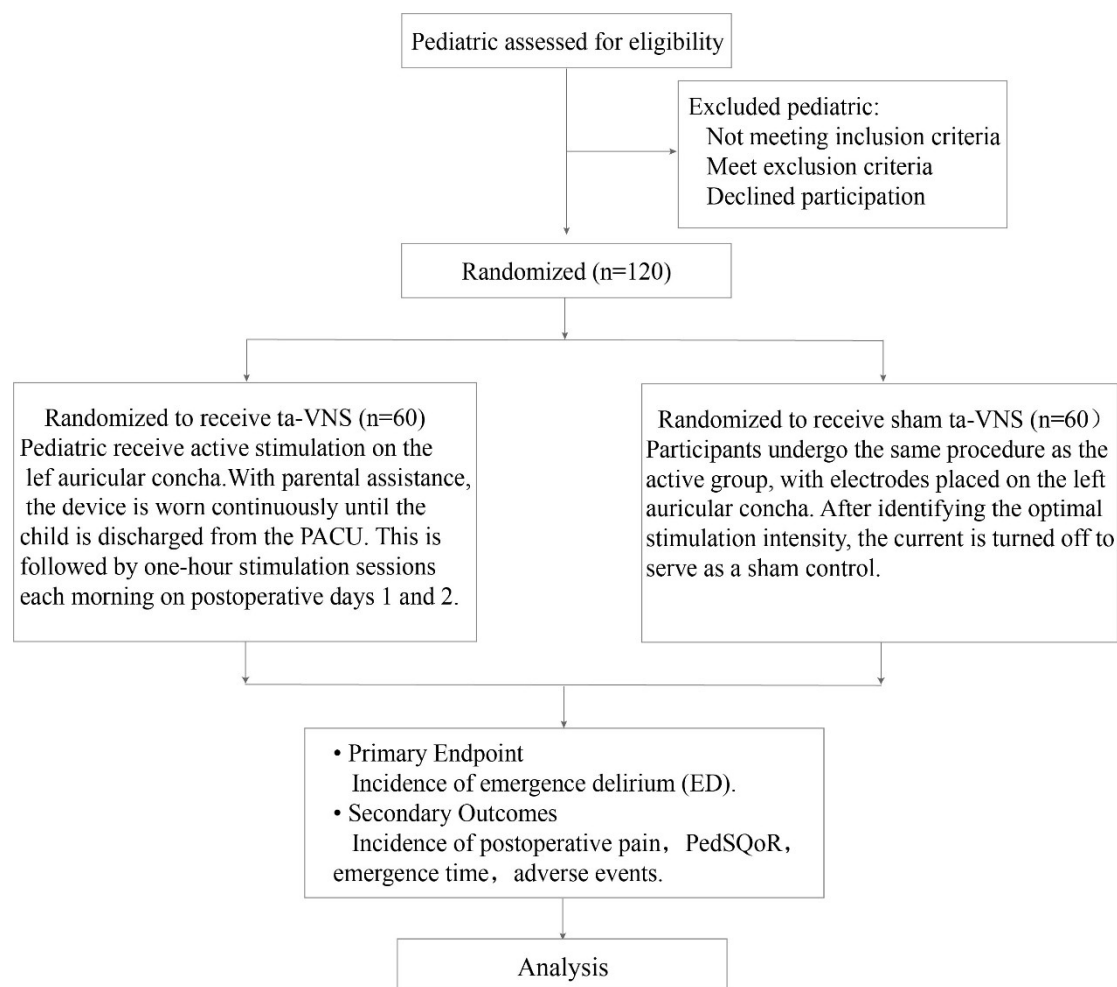 Pediatric assessed for eligibility
Excluded pediatric:
Not meeting inclusion criteria
Meet exclusion criteria
Declined participation
Randomized (n=120)
Randomized to receive ta-VNS (n=60)
Pediatric receive active stimulation on the
lef auricular concha.With parental assistance,
the device is worn continuously until the
child is discharged from the PACU. This is
followed by one-hour stimulation sessions
each morning on postoperative days 1 and 2.
Randomized to receive sham ta-VNS (n=60）
Participants undergo the same procedure as the
active group, with electrodes placed on the left
auricular concha. After identifying the optimal
stimulation intensity, the current is turned off to
serve as a sham control.
• Primary Endpoint
Incidence of emergence delirium (ED).
• Secondary Outcomes
Incidence of postoperative pain，PedSQoR，
emergence time，adverse events.
Analysis